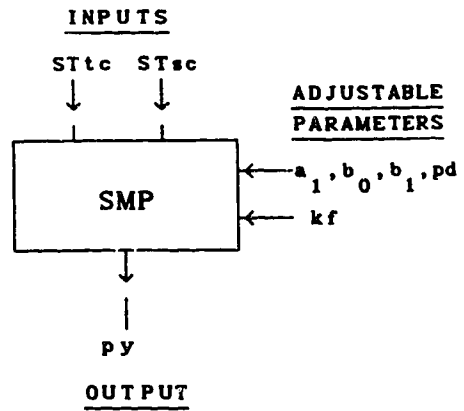 INPUTS
STtc STsc
ADJUSTABLE
PARAMETERS
a1,b0,b1,pd
SMP
kf
py
OUTPUT